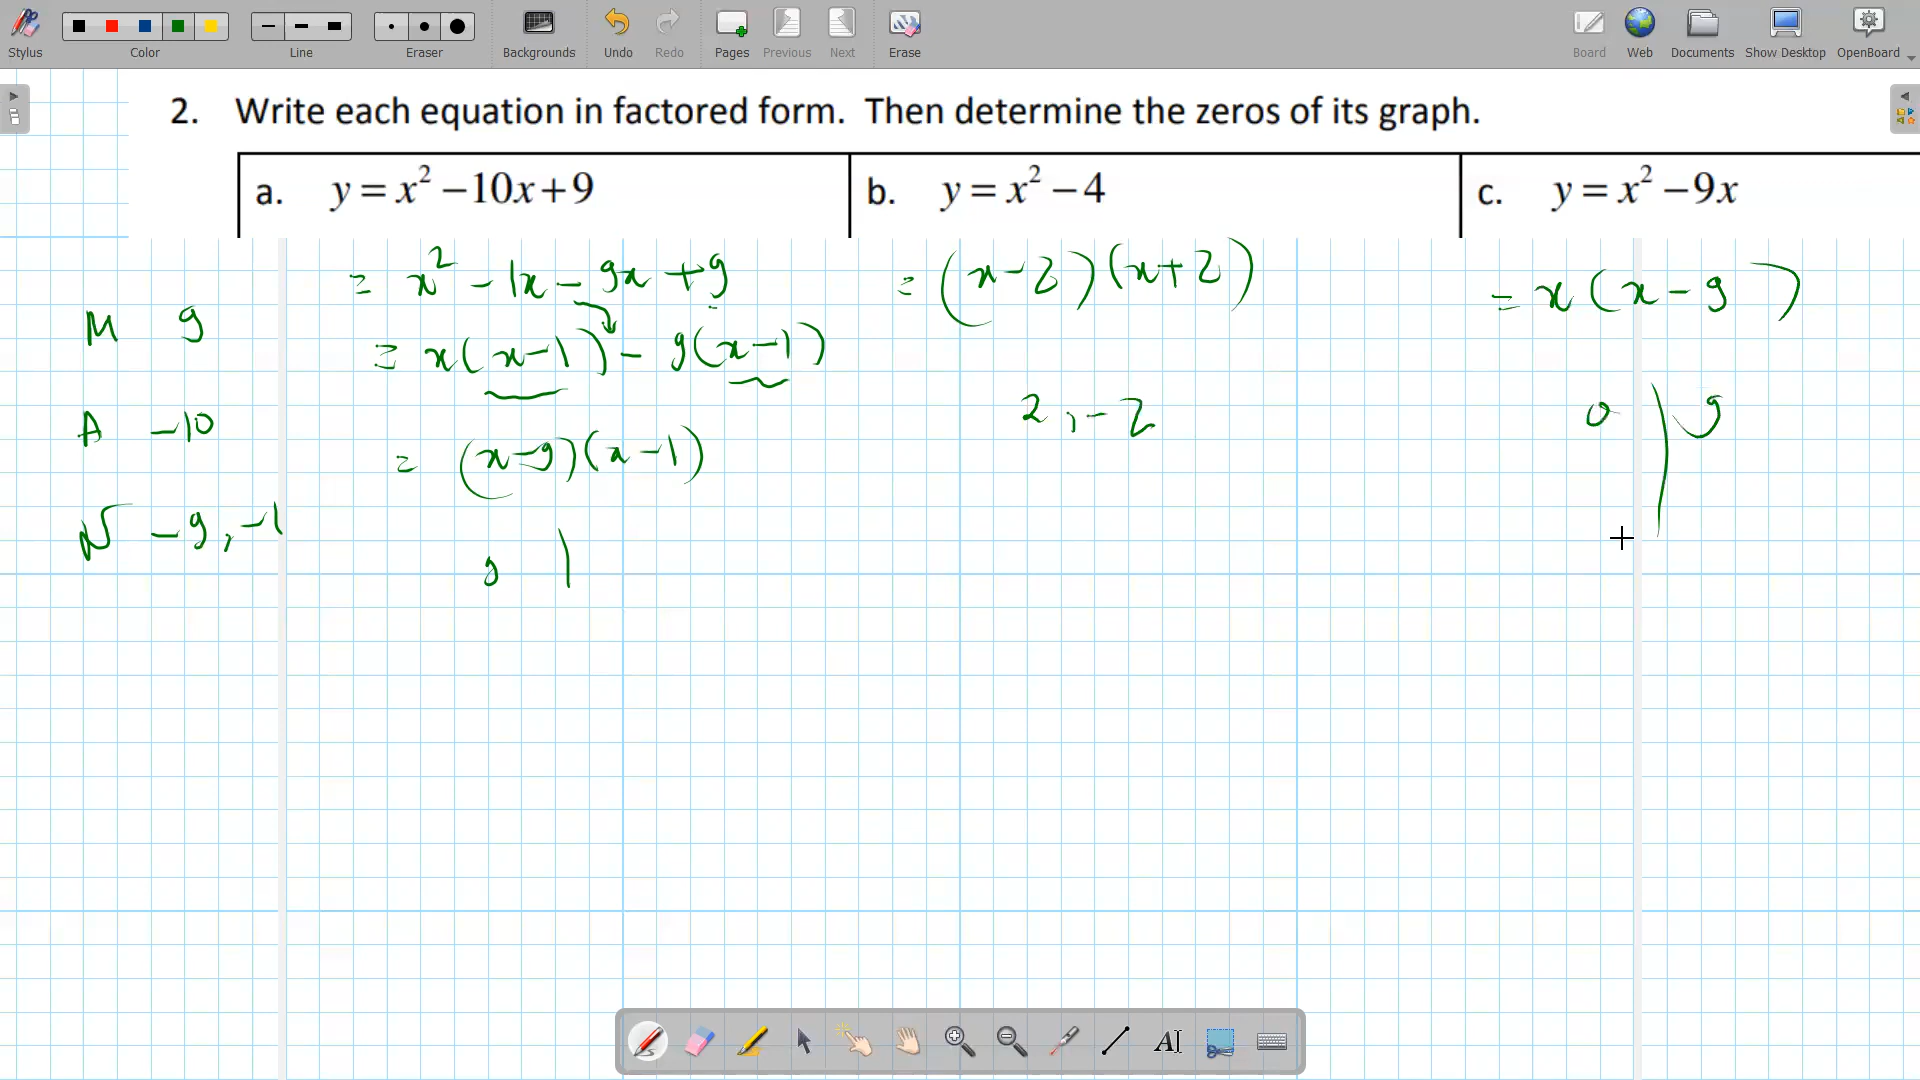 Stylus Color Line Eraser Backgrounds Undo Redo Pages Previous Next Erase Board Web Documents Show Desktop OpenBoard
2. Write each equation in factored form. Then determine the zeros of its graph.
a. y = x² − 10x + 9
b. y = x² − 4
c. y = x² − 9x
= x² - 1x - 9x + 9
= x(x-1) - 9(x-1)
= (x-9)(x-1)
9 1
M 9
A -10
N -9, -1
= (x-2)(x+2)
2, -2
= x(x-9)
0 9